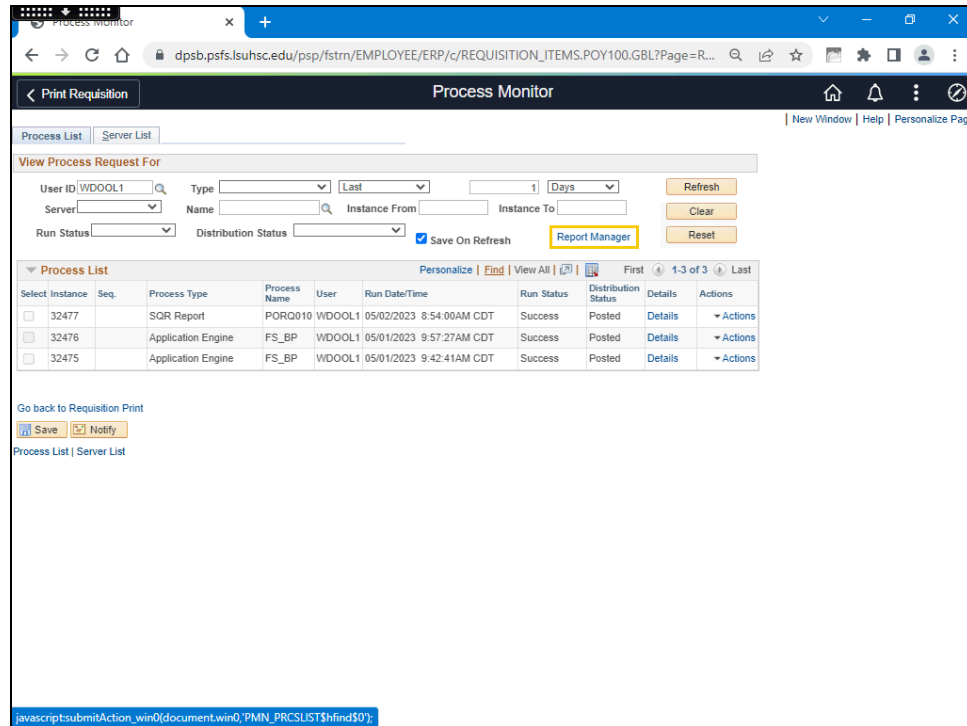 Process Monitor
dpsb.psfs.lsuhsc.edu/psp/fstrn/EMPLOYEE/ERP/c/REQUISITION_ITEMS.POY100.GBL?Page=R...
Print Requisition
Process Monitor
New Window | Help | Personalize Pag
Process List Server List
View Process Request For
User ID WDOOL1 Type Last 1 Days Refresh
Server Name Instance From Instance To Clear
Run Status Distribution Status Save On Refresh Report Manager Reset
Process List Personalize | Find | View All | First 1-3 of 3 Last
Select Instance Seq. Process Type Process Name User Run Date/Time Run Status Distribution Status Details Actions
32477 SQR Report PORQ010 WDOOL1 05/02/2023 8:54:00AM CDT Success Posted Details Actions
32476 Application Engine FS_BP WDOOL1 05/01/2023 9:57:27AM CDT Success Posted Details Actions
32475 Application Engine FS_BP WDOOL1 05/01/2023 9:42:41AM CDT Success Posted Details Actions
Go back to Requisition Print
Save Notify
Process List | Server List
javascript:submitAction_win0(document.win0,'PMN_PRCSLIST$hfind$0');